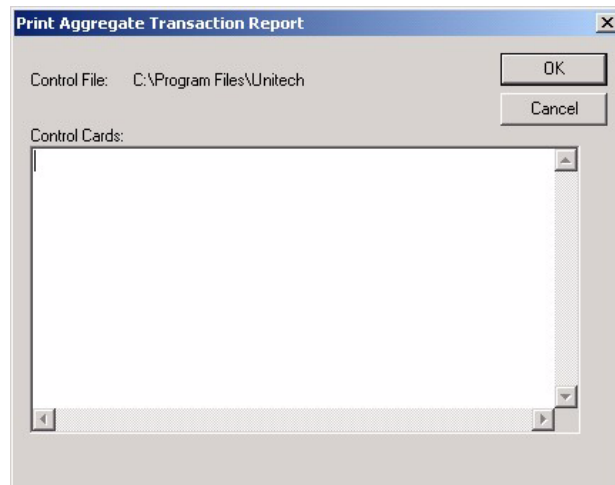 Print Aggregate Transaction Report
Control File: C:\Program Files\Unitech
OK
Cancel
Control Cards: